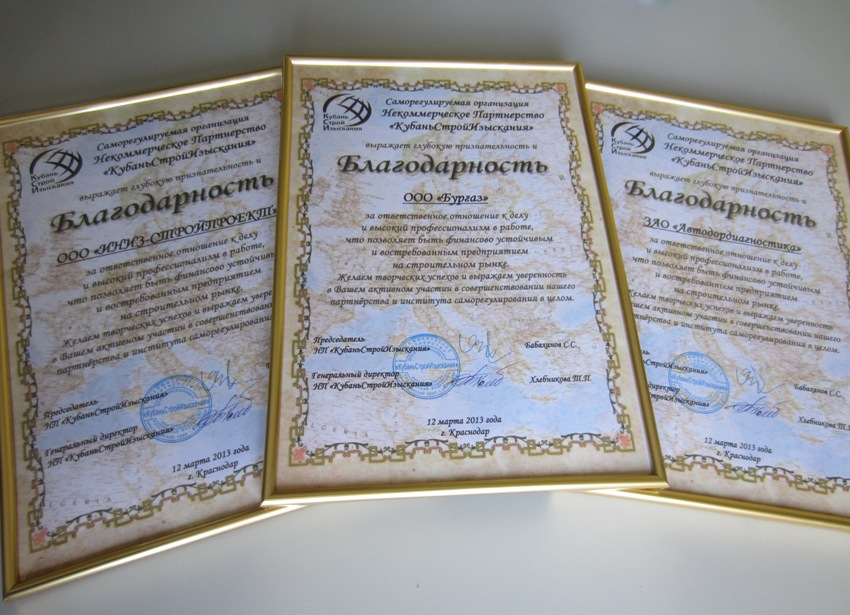 Кубань
Строй
Изыскания
Саморегулируемая организация
Некоммерческое Партнерство
«КубаньСтройИзыскания»
выражает глубокую признательность и
Благодарность
ООО «ИНИЗ-СТРОЙПРОЕКТ»
за ответственное отношение к делу
и высокий профессионализм в работе,
что позволяет быть финансово устойчивым
и востребованным предприятием
на строительном рынке.
Желаем творческих успехов и выражаем уверен
в Вашем активном участии в совершенствовании
партнёрства и института саморегулирования
Председатель
НП «КубаньСтройИзыскания»
Генеральный директор
НП «КубаньСтройИзыскания»
«КубаньСтройИзыскания»
12 марта 2013 года
г. Краснодар
Кубань
Строй
Изыскания
Саморегулируемая организация
Некоммерческое Партнерство
«КубаньСтройИзыскания»
выражает глубокую признательность и
Благодарность
ООО «Бургаз»
за ответственное отношение к делу
и высокий профессионализм в работе,
что позволяет быть финансово устойчивым
и востребованным предприятием
на строительном рынке.
Желаем творческих успехов и выражаем уверенность
в Вашем активном участии в совершенствовании нашего
партнёрства и института саморегулирования в целом.
Председатель
НП «КубаньСтройИзыскания» Бабаханов С.С.
Генеральный директор
НП «КубаньСтройИзыскания» Хлебникова Т.П.
«КубаньСтройИзыскания»
12 марта 2013 года
г. Краснодар
Кубань
Строй
Изыскания
Саморегулируемая организация
Некоммерческое Партнерство
«КубаньСтройИзыскания»
выражает глубокую признательность и
Благодарность
ЗАО «Автодордиагностика»
за ответственное отношение к делу
и высокий профессионализм в работе,
что позволяет быть финансово устойчивым
и востребованным предприятием
на строительном рынке.
Желаем творческих успехов и выражаем уверенность
Вашем активном участии в совершенствовании нашего
партнёрства и института саморегулирования в целом.
Бабаханов С.С.
директор
Хлебникова Т.П.
12 марта 2013 года
г. Краснодар